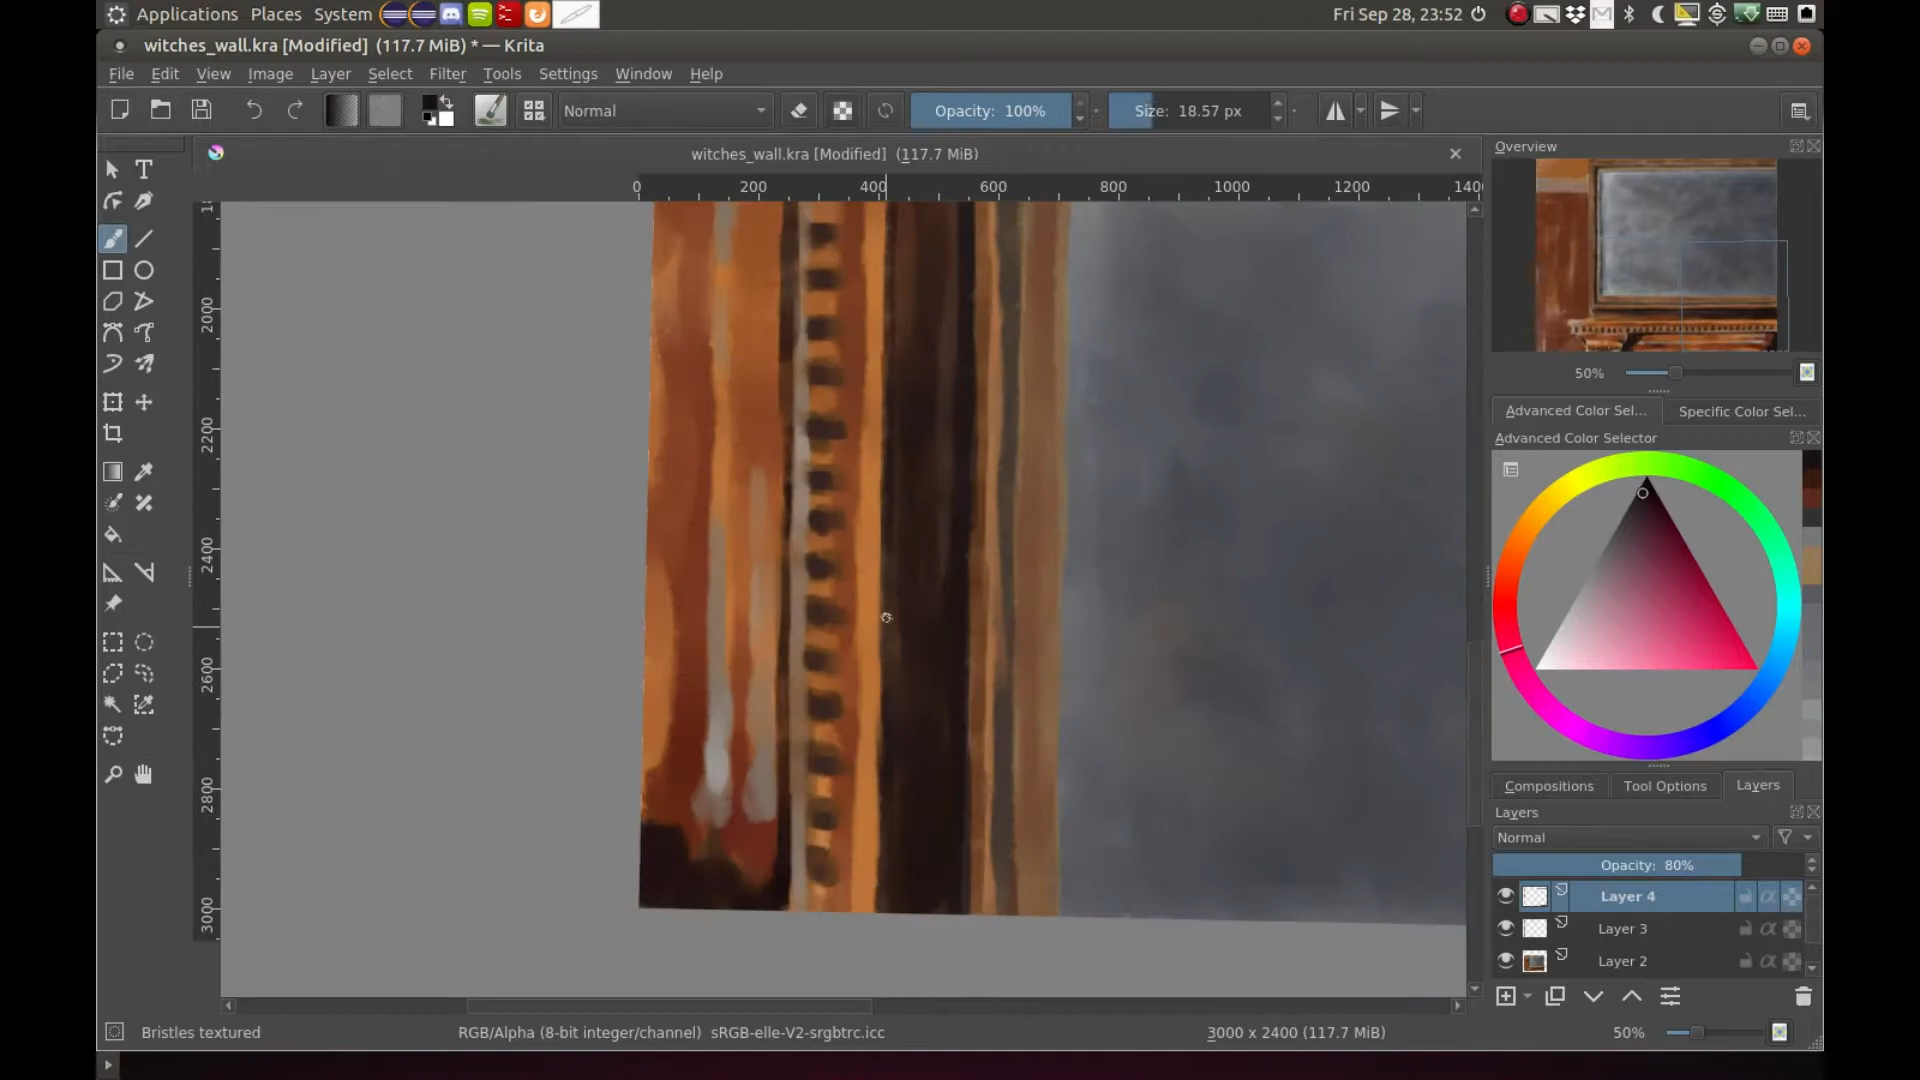 Applications Places System Fri Sep 28, 23:52
witches_wall.kra [Modified] (117.7 MiB) * — Krita
File Edit View Image Layer Select Filter Tools Settings Window Help
Normal Opacity: 100% Size: 18.57 px
witches_wall.kra [Modified] (117.7 MiB)
0 200 400 600 800 1000 1200 140
2000
2200
2400
2600
2800
3000
Overview
50%
Advanced Color Sel... Specific Color Sel...
Advanced Color Selector
Compositions Tool Options Layers
Layers
Normal
Opacity: 80%
Layer 4
Layer 3
Layer 2
Bristles textured RGB/Alpha (8-bit integer/channel) sRGB-elle-V2-srgbtrc.icc 3000 x 2400 (117.7 MiB) 50%